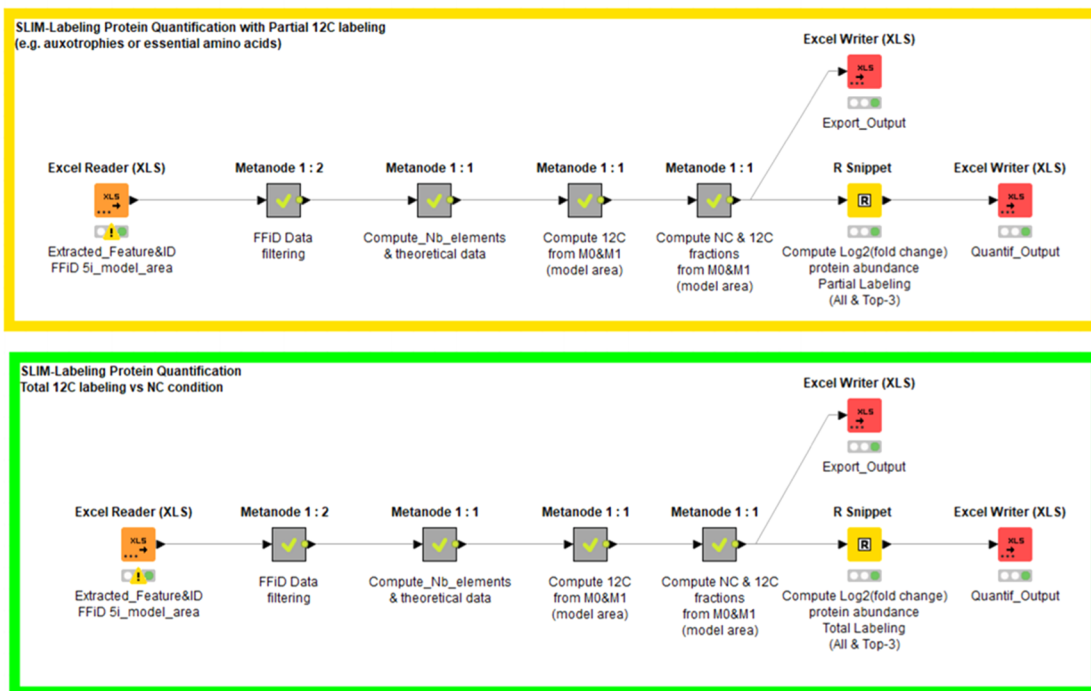 SLIM-Labeling Protein Quantification with Partial 12C labeling
(e.g. auxotrophies or essential amino acids)
Excel Writer (XLS)
XLS
Export_Output
Excel Reader (XLS)
Metanode 1 : 2
Metanode 1 : 1
Metanode 1 : 1
Metanode 1 : 1
R Snippet
Excel Writer (XLS)
XLS
R
XLS
Extracted_Feature&ID
FFiD 5i_model_area
FFiD Data
filtering
Compute_Nb_elements
& theoretical data
Compute 12C
from M0&M1
(model area)
Compute NC & 12C
fractions
from M0&M1
(model area)
Compute Log2(fold change)
protein abundance
Partial Labeling
(All & Top-3)
Quantif_Output
SLIM-Labeling Protein Quantification
Total 12C labeling vs NC condition
Excel Writer (XLS)
XLS
Export_Output
Excel Reader (XLS)
Metanode 1 : 2
Metanode 1 : 1
Metanode 1 : 1
Metanode 1 : 1
R Snippet
Excel Writer (XLS)
XLS
R
XLS
Extracted_Feature&ID
FFiD 5i_model_area
FFiD Data
filtering
Compute_Nb_elements
& theoretical data
Compute 12C
from M0&M1
(model area)
Compute NC & 12C
fractions
from M0&M1
(model area)
Compute Log2(fold change)
protein abundance
Total Labeling
(All & Top-3)
Quantif_Output